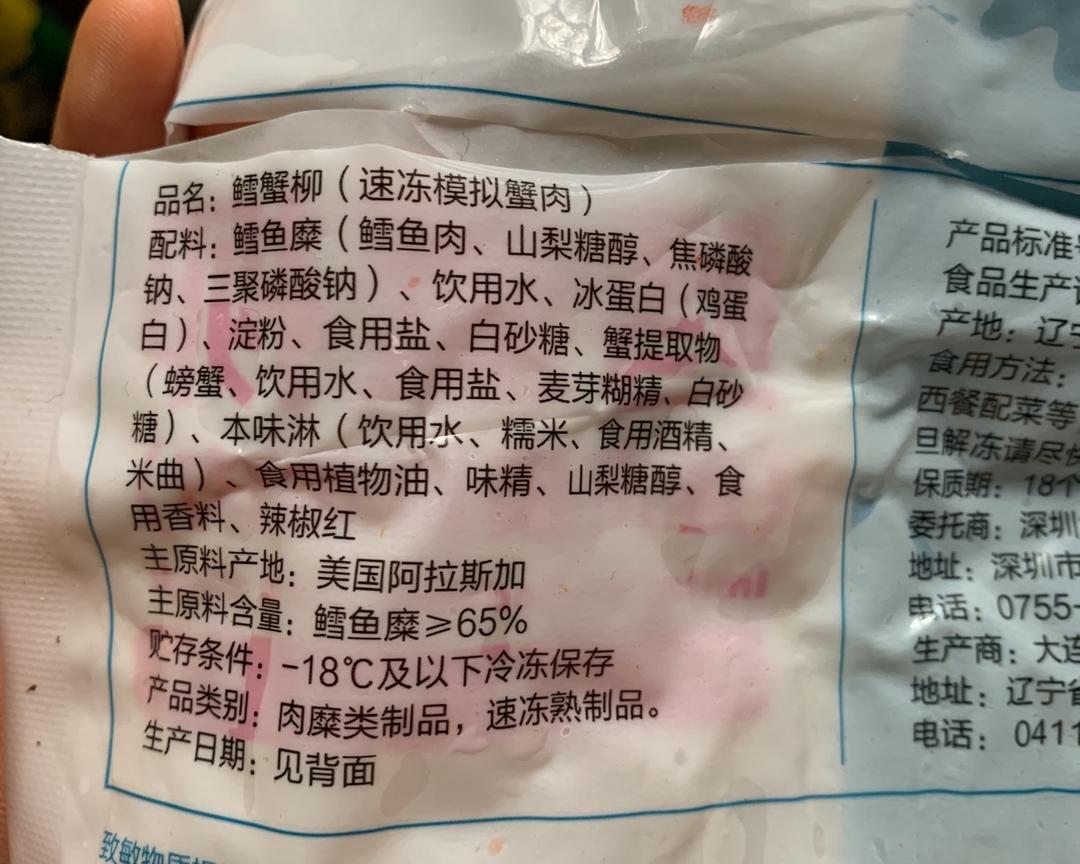 品名：鳕蟹柳（速冻模拟蟹肉）
配料：鳕鱼糜（鳕鱼肉、山梨糖醇、焦磷酸
钠、三聚磷酸钠）、饮用水、冰蛋白（鸡蛋
白）、淀粉、食用盐、白砂糖、蟹提取物
（螃蟹、饮用水、食用盐、麦芽糊精、白砂
糖）、本味淋（饮用水、糯米、食用酒精、
米曲）、食用植物油、味精、山梨糖醇、食
用香料、辣椒红
主原料产地：美国阿拉斯加
主原料含量：鳕鱼糜≥65%
贮存条件：-18℃及以下冷冻保存
产品类别：肉糜类制品，速冻熟制品。
生产日期：见背面
致敏物质
产品标准
食品生产
产地：辽宁
食用方法：
西餐配菜等
旦解冻请尽快
保质期：18个
委托商：深圳
地址：深圳市
电话：0755-
生产商：大连
地址：辽宁省
电话：0411